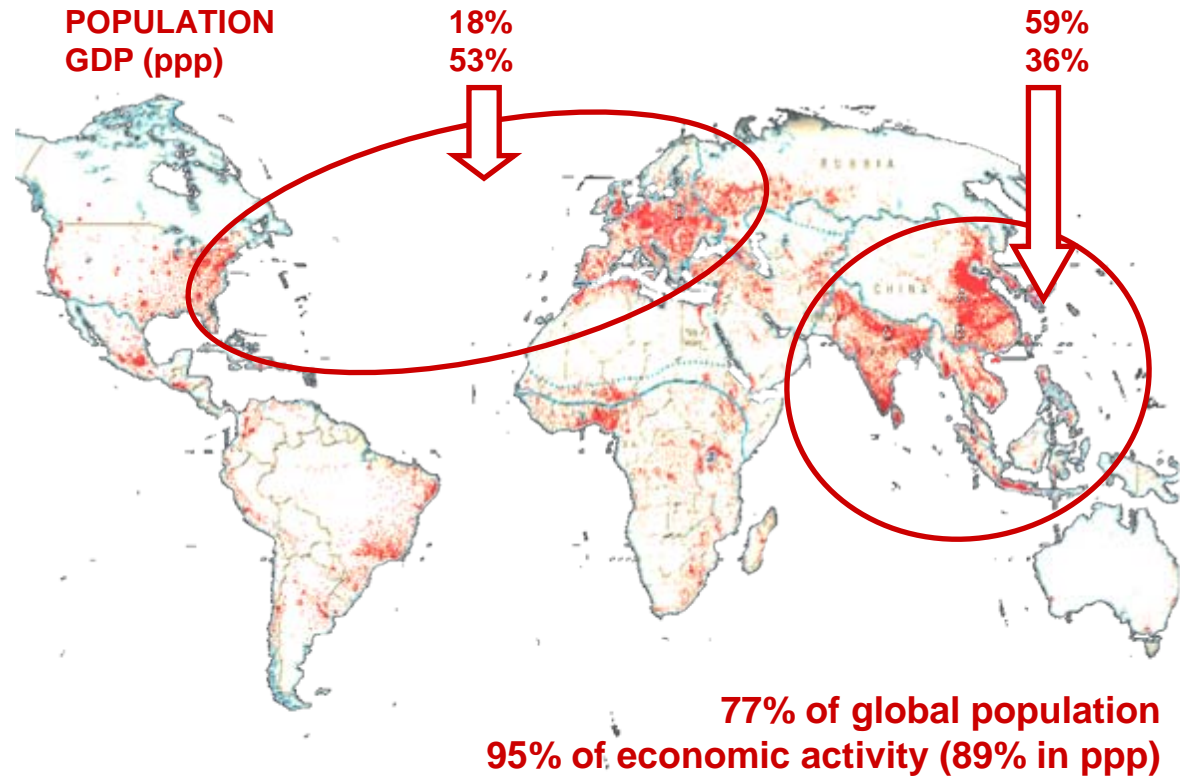 POPULATION 18% 59%
GDP (ppp) 53% 36%
RUSSIA
CHINA
77% of global population
95% of economic activity (89% in ppp)